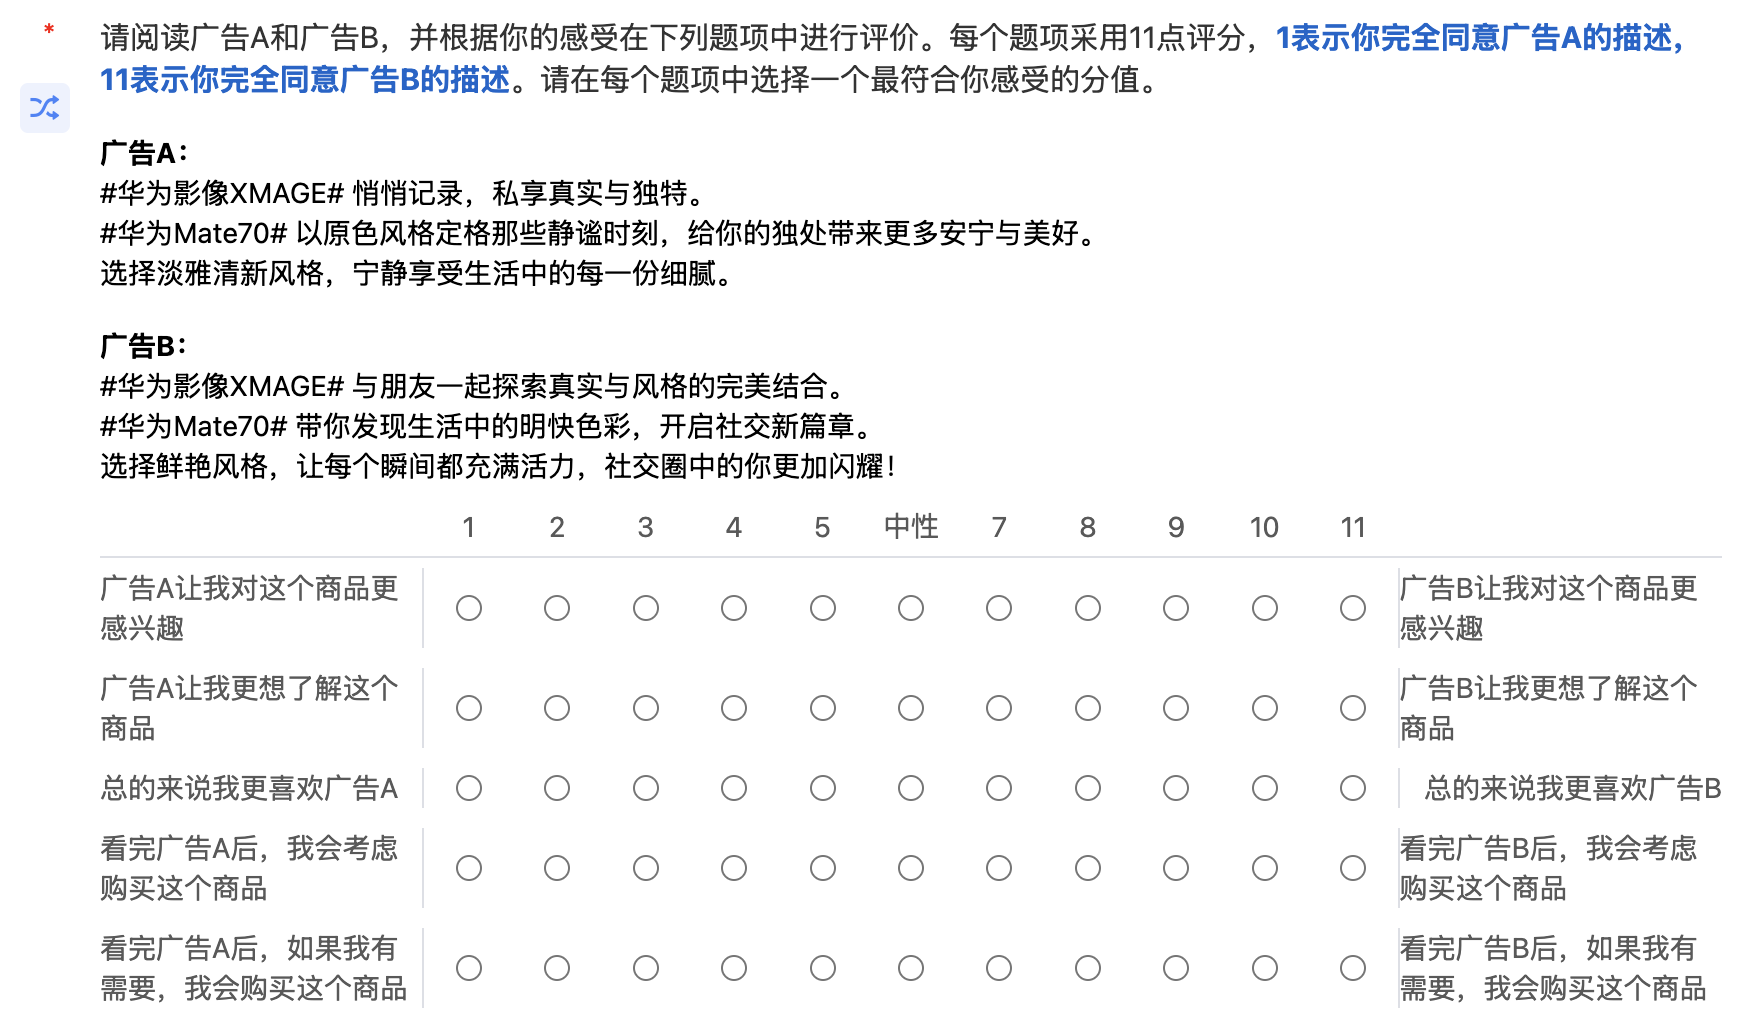 * 请阅读广告A和广告B，并根据你的感受在下列题项中进行评价。每个题项采用11点评分，1表示你完全同意广告A的描述，
11表示你完全同意广告B的描述。请在每个题项中选择一个最符合你感受的分值。
广告A：
#华为影像XMAGE# 悄悄记录，私享真实与独特。
#华为Mate70# 以原色风格定格那些静谧时刻，给你的独处带来更多安宁与美好。
选择淡雅清新风格，宁静享受生活中的每一份细腻。
广告B：
#华为影像XMAGE# 与朋友一起探索真实与风格的完美结合。
#华为Mate70# 带你发现生活中的明快色彩，开启社交新篇章。
选择鲜艳风格，让每个瞬间都充满活力，社交圈中的你更加闪耀！
1 2 3 4 5 中性 7 8 9 10 11
广告A让我对这个商品更
感兴趣
广告B让我对这个商品更
感兴趣
广告A让我更想了解这个
商品
广告B让我更想了解这个
商品
总的来说我更喜欢广告A
总的来说我更喜欢广告B
看完广告A后，我会考虑
购买这个商品
看完广告B后，我会考虑
购买这个商品
看完广告A后，如果我有
需要，我会购买这个商品
看完广告B后，如果我有
需要，我会购买这个商品